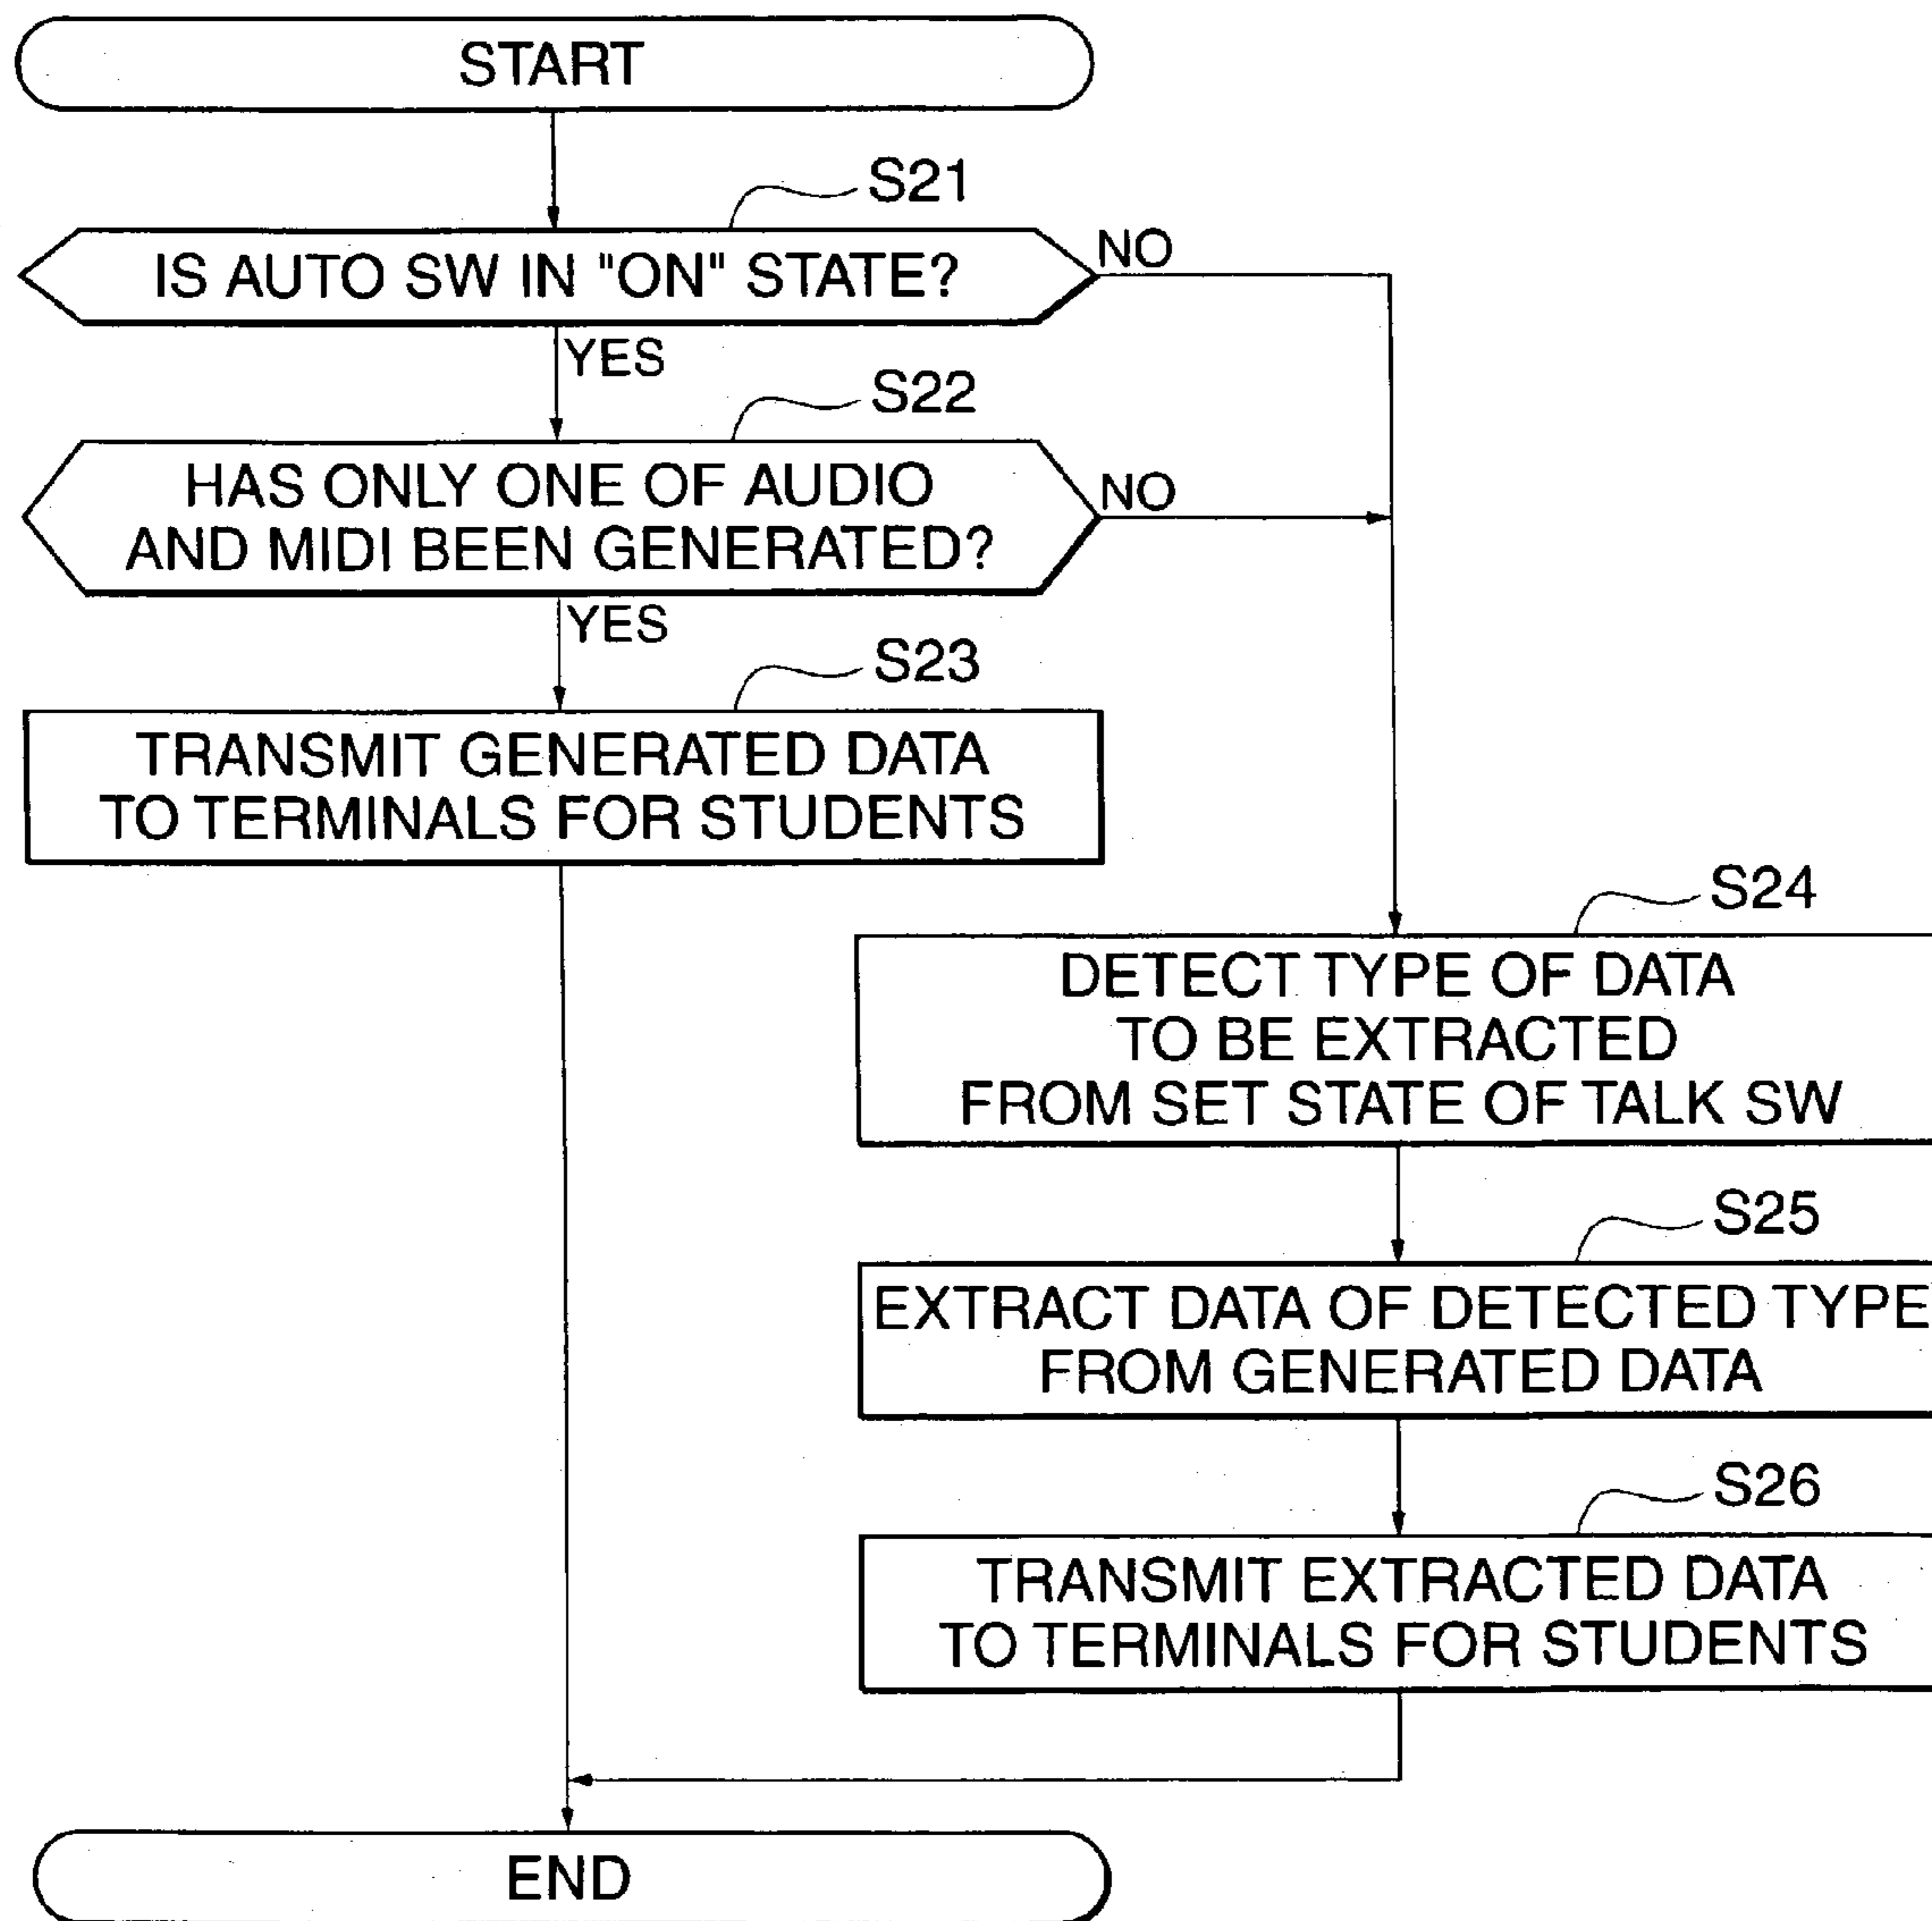 START
S21
IS AUTO SW IN "ON" STATE?
NO
YES
S22
HAS ONLY ONE OF AUDIO
AND MIDI BEEN GENERATED?
NO
YES
S23
TRANSMIT GENERATED DATA
TO TERMINALS FOR STUDENTS
S24
DETECT TYPE OF DATA
TO BE EXTRACTED
FROM SET STATE OF TALK SW
S25
EXTRACT DATA OF DETECTED TYPE
FROM GENERATED DATA
S26
TRANSMIT EXTRACTED DATA
TO TERMINALS FOR STUDENTS
END